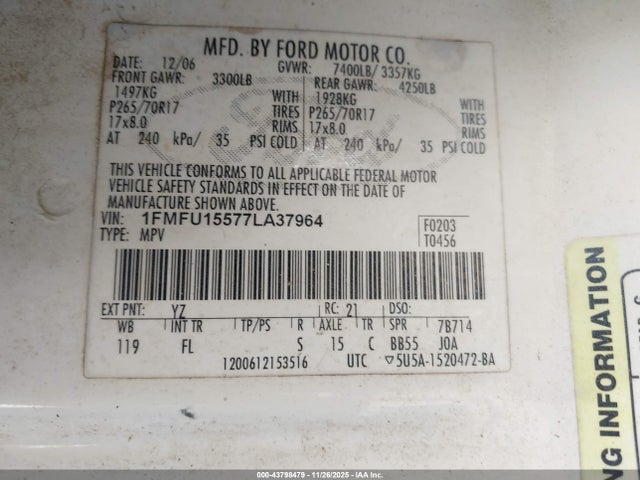 MFD. BY FORD MOTOR CO.
DATE: 12/06 GVWR: 7400LB/ 3357KG
FRONT GAWR: 3300LB REAR GAWR: 4250LB
1497KG WITH 1928KG WITH
P265/70R17 TIRES P265/70R17 TIRES
17x8.0 RIMS 17x8.0 RIMS
AT 240 kPa/ 35 PSI COLD AT 240 kPa/ 35 PSI COLD
THIS VEHICLE CONFORMS TO ALL APPLICABLE FEDERAL MOTOR
VEHICLE SAFETY STANDARDS IN EFFECT ON THE DATE OF
MANUFACTURE SHOWN ABOVE.
VIN: 1FMFU15577LA37964 F0203
TYPE: MPV T0456
EXT PNT: YZ RC: 21 DSO:
WB INT TR TP/PS R AXLE TR SPR 7B714
119 FL S 15 C BB55 J0A
1200612153516 UTC ▽5U5A-1520472-BA
NG INFORMATION
000-43798479 - 11/26/2025 - IAAI.COM